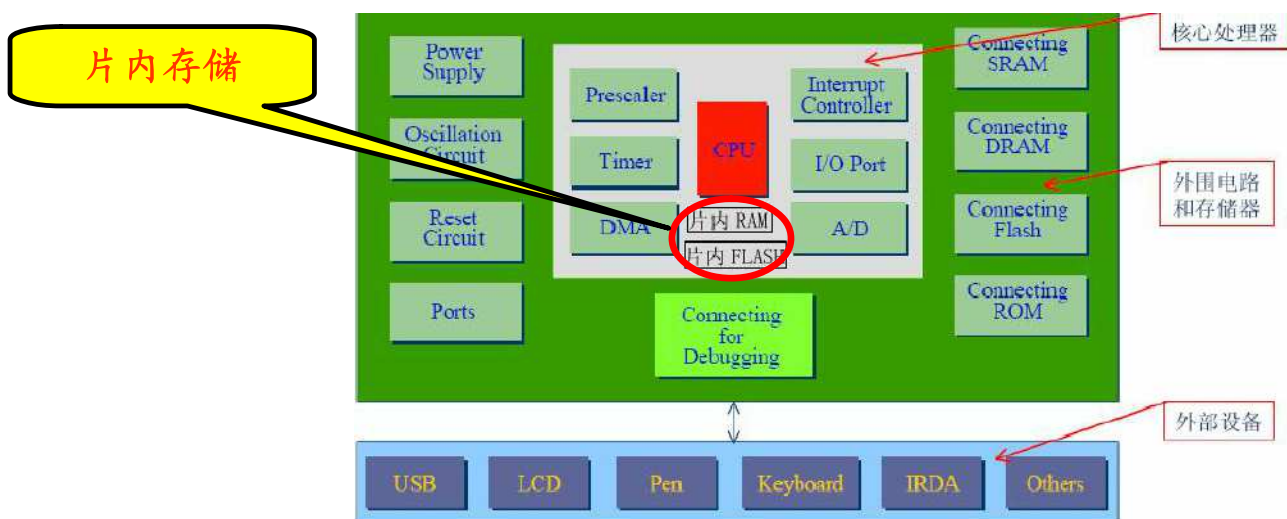 片内存储
Power
Supply
Oscillation
Circuit
Reset
Circuit
Ports
Prescaler
Timer
DMA
CPU
片内 RAM
片内 FLASH
Interrupt
Controller
I/O Port
A/D
Connecting
for
Debugging
Connecting
SRAM
Connecting
DRAM
Connecting
Flash
Connecting
ROM
核心处理器
外围电路
和存储器
外部设备
USB
LCD
Pen
Keyboard
IRDA
Others